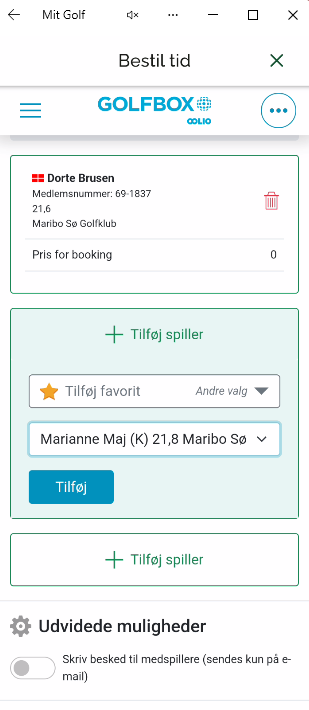 Mit Golf
Bestil tid
GOLFBOX
OOLIO
Dorte Brusen
Medlemsnummer: 69-1837
21,6
Maribo Sø Golfklub
Pris for booking 0
Tilføj spiller
Tilføj favorit Andre valg
Marianne Maj (K) 21,8 Maribo Sø
Tilføj
Tilføj spiller
Udvidede muligheder
Skriv besked til medspillere (sendes kun på e-
mail)